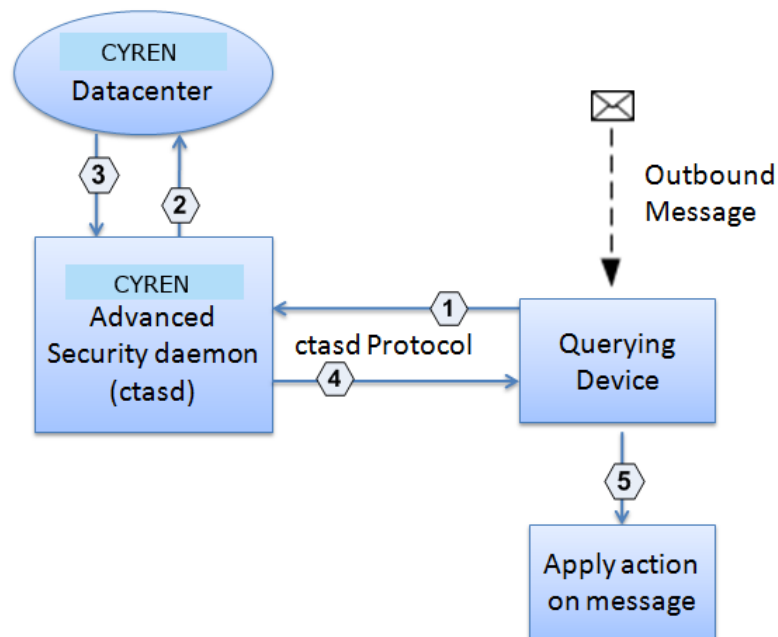 CYREN
Datacenter
3
2
Outbound
Message
CYREN
Advanced
Security daemon
(ctasd)
1
ctasd Protocol
4
Querying
Device
5
Apply action
on message